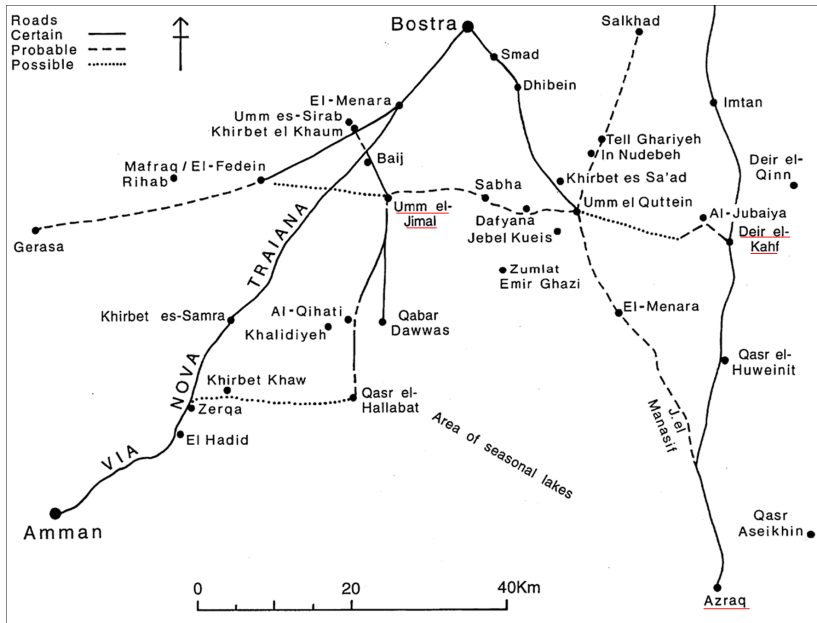 Roads
Certain
Probable
Possible
Bostra
Salkhad
Smad
Dhibein
El-Menara
Imtan
Umm es-Sirab
Khirbet el Khaum
Tell Ghariyeh
In Nudebeh
Baij
Deir el-
Qinn
Mafraq / El-Fedein
Rihab
Khirbet es Sa'ad
Sabha
Umm el-
Jimal
Umm el Quttein
Dafyana
Al-Jubaiya
Jebel Kueis
Deir el-
Kahf
Gerasa
Zumlat
Emir Ghazi
VIA NOVA TRAIANA
Khirbet es-Samra
Al-Qihati
Khalidiyeh
Qabar
Dawwas
El-Menara
Qasr el-
Huweinit
Khirbet Khaw
Zerqa
Qasr el-
Hallabat
J. el
Manasif
El Hadid
Area of seasonal lakes
Amman
Qasr
Aseikhin
0 20 40Km
Azraq